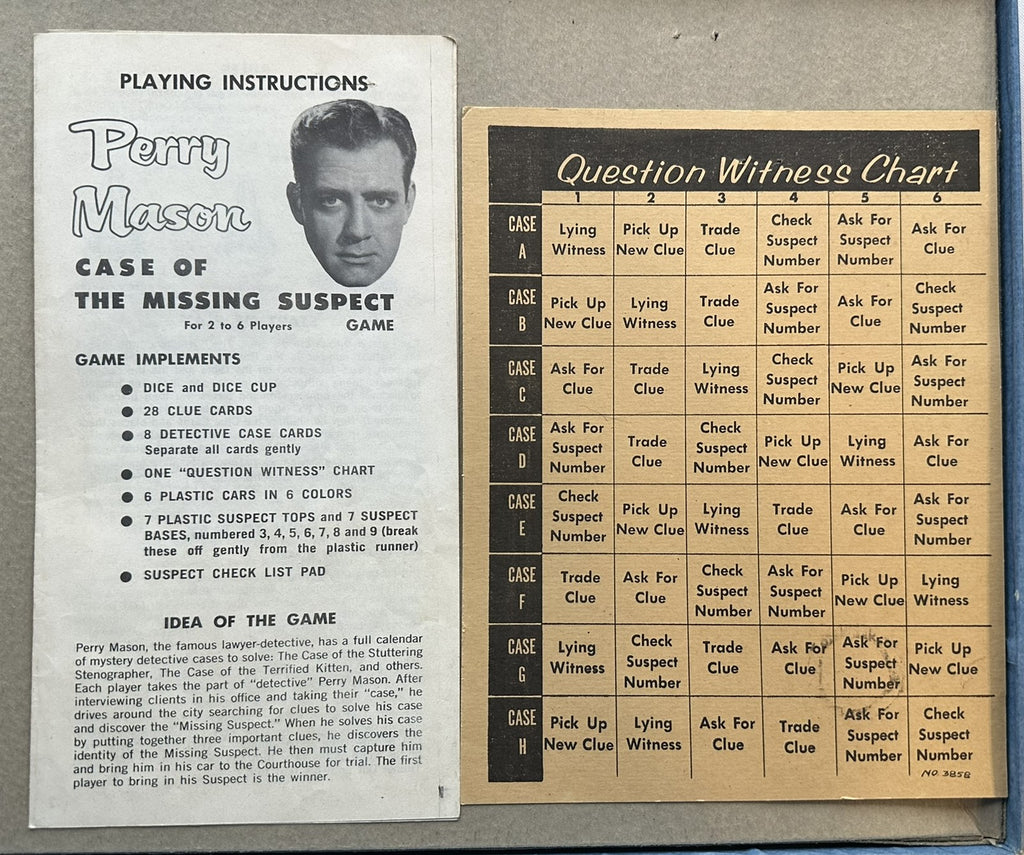 PLAYING INSTRUCTIONS
Perry
Mason
CASE OF
THE MISSING SUSPECT
For 2 to 6 Players GAME
GAME IMPLEMENTS
● DICE and DICE CUP
● 28 CLUE CARDS
● 8 DETECTIVE CASE CARDS
Separate all cards gently
● ONE "QUESTION WITNESS" CHART
● 6 PLASTIC CARS IN 6 COLORS
● 7 PLASTIC SUSPECT TOPS and 7 SUSPECT
BASES, numbered 3, 4, 5, 6, 7, 8 and 9 (break
these off gently from the plastic runner)
● SUSPECT CHECK LIST PAD
IDEA OF THE GAME
Perry Mason, the famous lawyer-detective, has a full calendar
of mystery detective cases to solve: The Case of the Stuttering
Stenographer, The Case of the Terrified Kitten, and others.
Each player takes the part of "detective" Perry Mason. After
interviewing clients in his office and taking their "case," he
drives around the city searching for clues to solve his case
and discover the "Missing Suspect." When he solves his case
by putting together three important clues, he discovers the
identity of the Missing Suspect. He then must capture him
and bring him in his car to the Courthouse for trial. The first
player to bring in his Suspect is the winner.
Question Witness Chart
1 2 3 4 5 6
CASE A Lying Witness Pick Up New Clue Trade Clue Check Suspect Number Ask For Suspect Number Ask For Clue
CASE B Pick Up New Clue Lying Witness Trade Clue Ask For Suspect Number Ask For Clue Check Suspect Number
CASE C Ask For Clue Trade Clue Lying Witness Check Suspect Number Pick Up New Clue Ask For Suspect Number
CASE D Ask For Suspect Number Trade Clue Check Suspect Number Pick Up New Clue Lying Witness Ask For Clue
CASE E Check Suspect Number Pick Up New Clue Lying Witness Trade Clue Ask For Clue Ask For Suspect Number
CASE F Trade Clue Ask For Clue Check Suspect Number Ask For Suspect Number Pick Up New Clue Lying Witness
CASE G Lying Witness Check Suspect Number Trade Clue Ask For Clue Ask For Suspect Number Pick Up New Clue
CASE H Pick Up New Clue Lying Witness Ask For Clue Trade Clue Ask For Suspect Number Check Suspect Number
NO. 3858